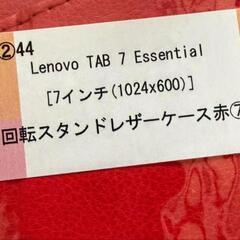 ②44
Lenovo TAB 7 Essential
[7インチ(1024x600)]
回転スタンドレザーケース赤⑦